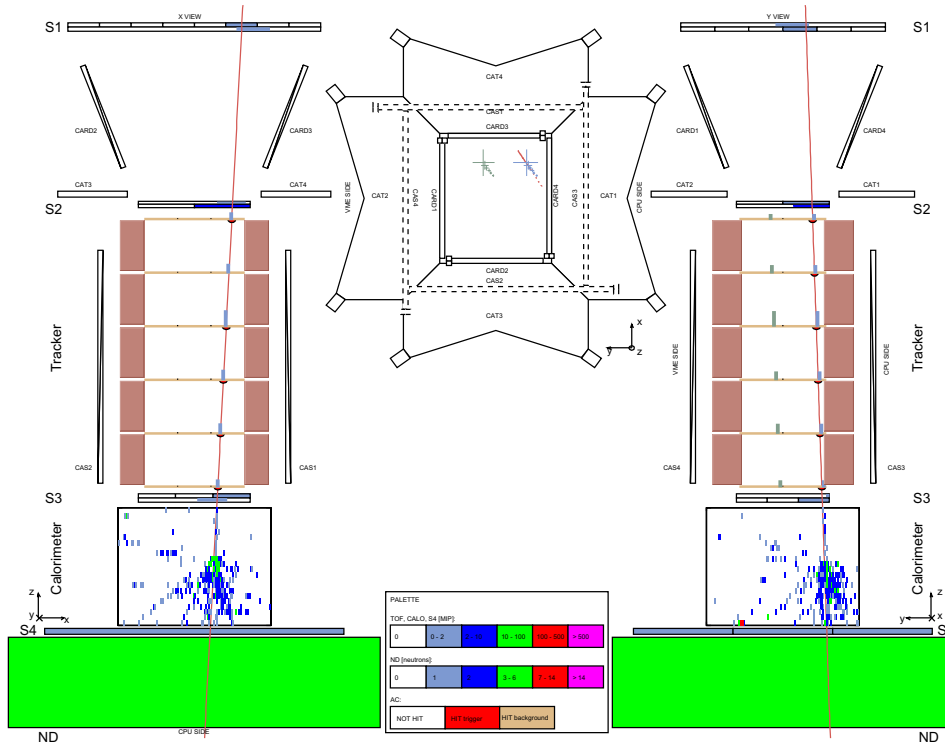 X VIEW
Y VIEW
S1
S1
CAT4
CARD2
CARD3
CAS1
CARD1
CARD4
CARD3
CAT3
CAT4
VME SIDE
CAT2
CAS4
CARD1
CARD4
CAS3
CAT1
CPU SIDE
CAT2
CAT1
S2
S2
CARD2
CAS2
CAT3
x
y
z
Tracker
VME SIDE
CPU SIDE
Tracker
CAS2
CAS1
CAS4
CAS3
S3
S3
Calorimeter
Calorimeter
z
y
x
z
y
x
S4
S
PALETTE
TOF, CALO, S4 [MIP]:
0
0 - 2
10 - 100
100 - 500
> 500
ND [neutrons]:
0
1
3 - 6
7 - 14
> 14
AC:
NOT HIT
HIT trigger
HIT background
CPU SIDE
ND
ND